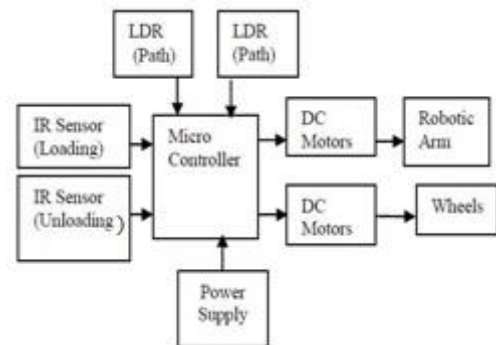 LDR
(Path)
LDR
(Path)
IR Sensor
(Loading)
Micro
Controller
DC
Motors
Robotic
Arm
IR Sensor
(Unloading)
DC
Motors
Wheels
Power
Supply